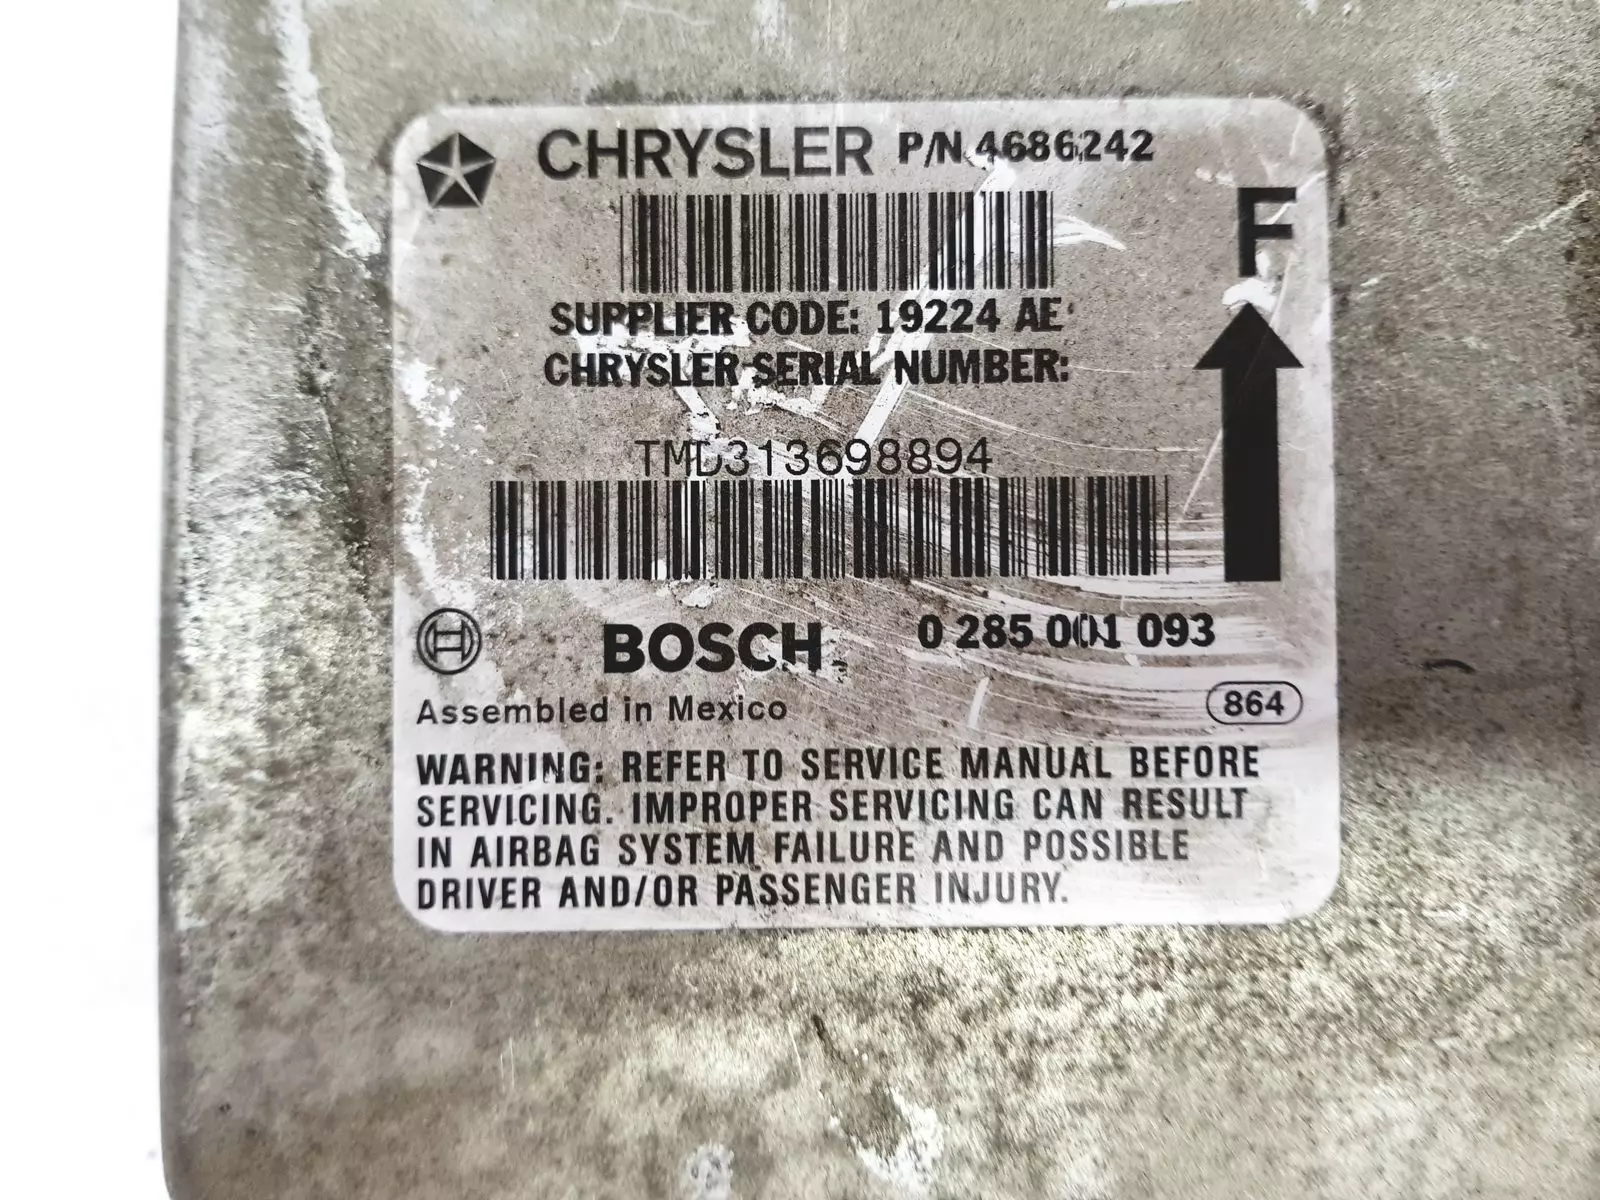 CHRYSLER P/N 4686242
F
SUPPLIER CODE: 19224 AE
CHRYSLER SERIAL NUMBER:
TMD313698894
BOSCH 0 285 001 093
Assembled in Mexico
864
WARNING: REFER TO SERVICE MANUAL BEFORE
SERVICING. IMPROPER SERVICING CAN RESULT
IN AIRBAG SYSTEM FAILURE AND POSSIBLE
DRIVER AND/OR PASSENGER INJURY.